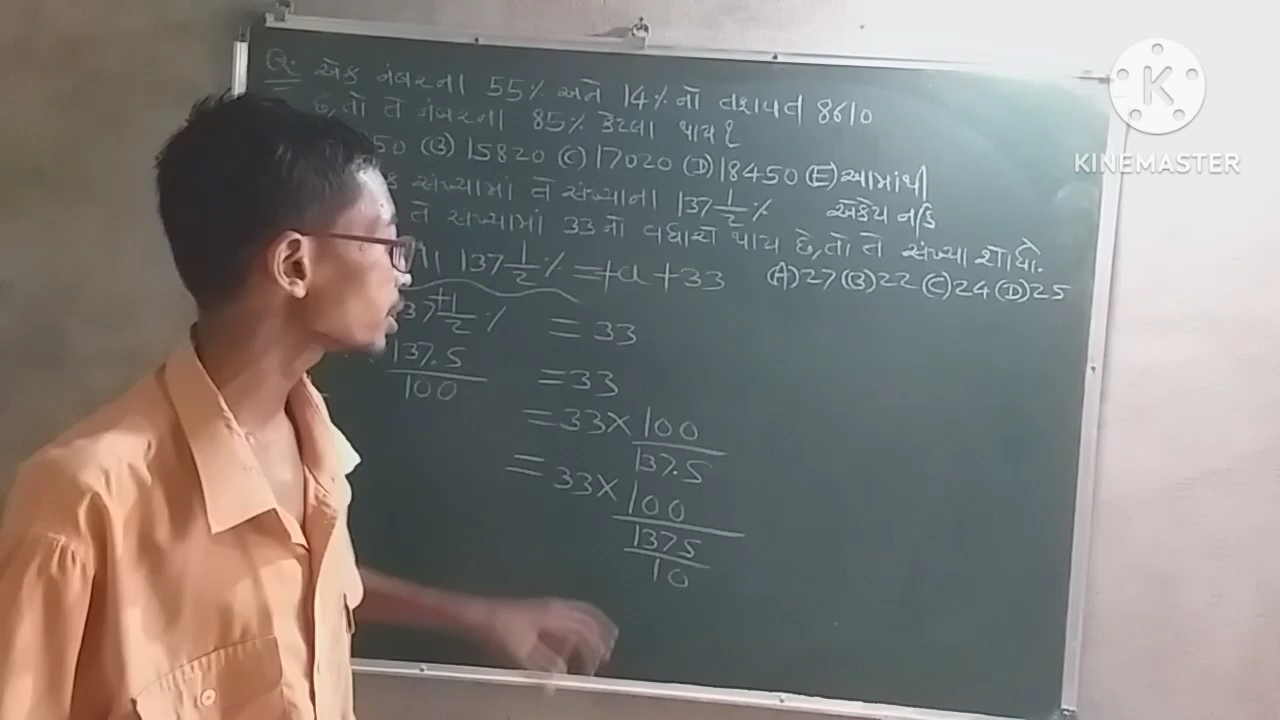 Q: એક નંબરના 55% અને 14% નો તફાવત 8610
છે, તો તે નંબરના 85% કેટલા થાય?
50 (B) 15820 (C) 17020 (D) 18450 (E) આમાંથી
એકેય નહિ
સંખ્યામાં તે સંખ્યાના 137 1/2 %
તે સંખ્યામાં 33 નો વધારો થાય છે, તો તે સંખ્યા શોધો.
(A) 27 (B) 22 (C) 24 (D) 25
137 1/2 % = + + 33
137 + 1/2 % = 33
137.5/100 = 33
= 33 × 100/137.5
= 33 × 100/(1375/10)
K
KINEMASTER